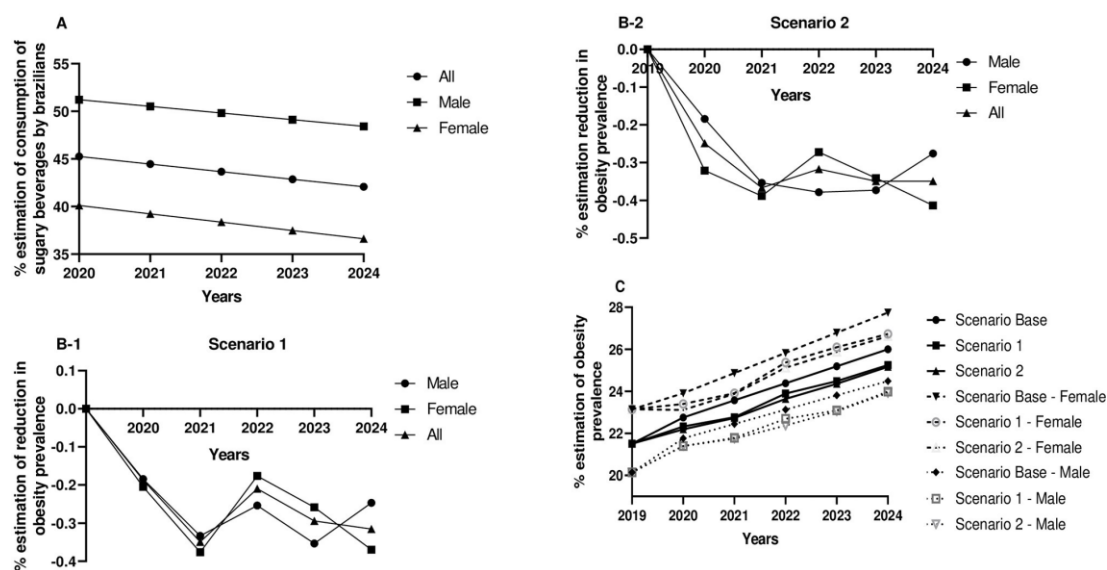 A
% estimation of consumption of
sugary beverages by brazilians
55
50
45
40
35
2020 2021 2022 2023 2024
Years
All
Male
Female
B-2 Scenario 2
% estimation reduction in
obesity prevalence
0.0
-0.1
-0.2
-0.3
-0.4
-0.5
2019 2020 2021 2022 2023 2024
Years
Male
Female
All
B-1 Scenario 1
% estimation of reduction in
obesity prevalence
0.1
0.0
-0.2
-0.3
-0.4
2020 2021 2022 2023 2024
Years
Male
Female
All
C
% estimation of obesity
prevalence
28
26
24
22
20
2019 2020 2021 2022 2023 2024
Years
Scenario Base
Scenario 1
Scenario 2
Scenario Base - Female
Scenario 1 - Female
Scenario 2 - Female
Scenario Base - Male
Scenario 1 - Male
Scenario 2 - Male